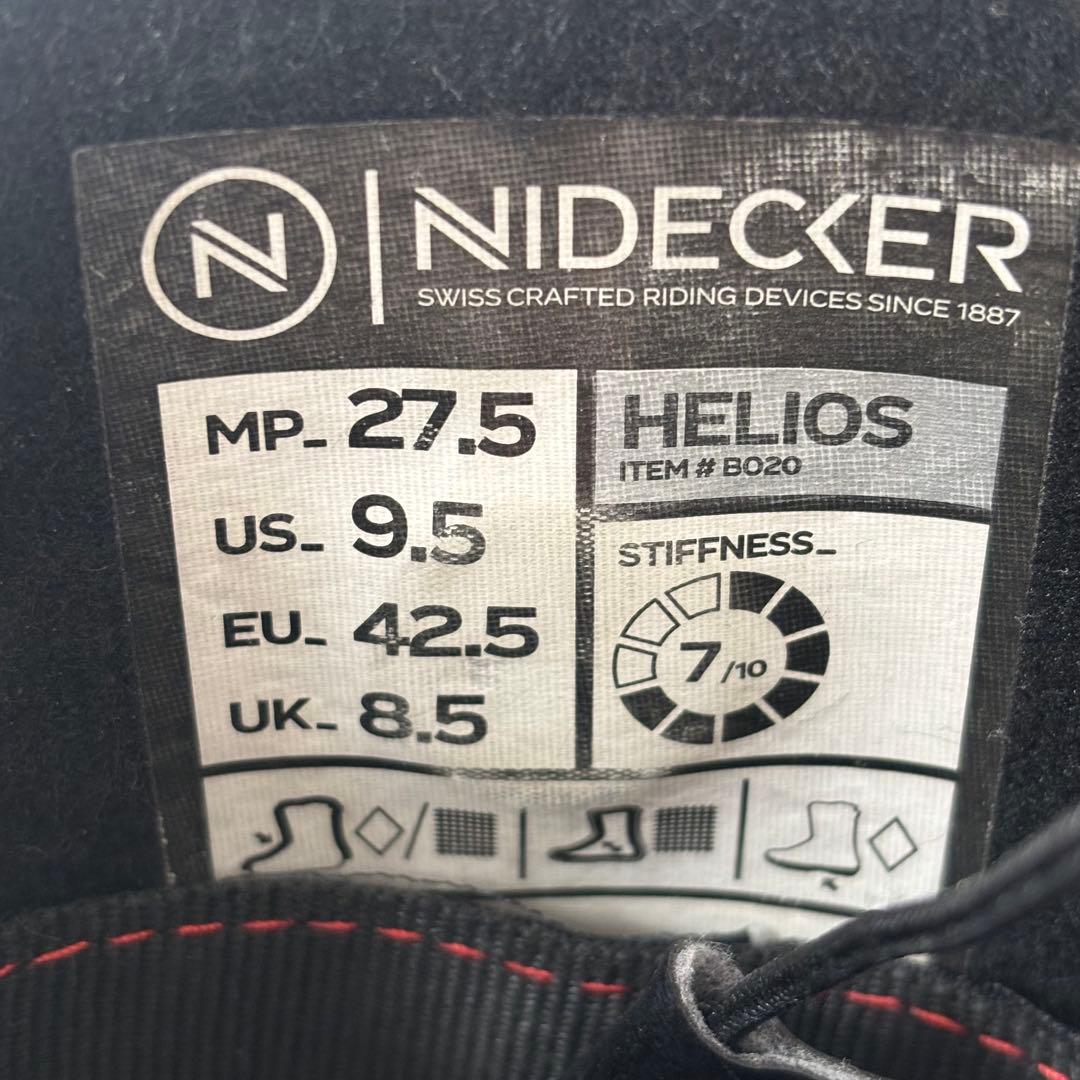 N
NIDECKER
SWISS CRAFTED RIDING DEVICES SINCE 1887
MP_ 27.5
US_ 9.5
EU_ 42.5
UK_ 8.5
HELIOS
ITEM # BO20
STIFFNESS_
7/10